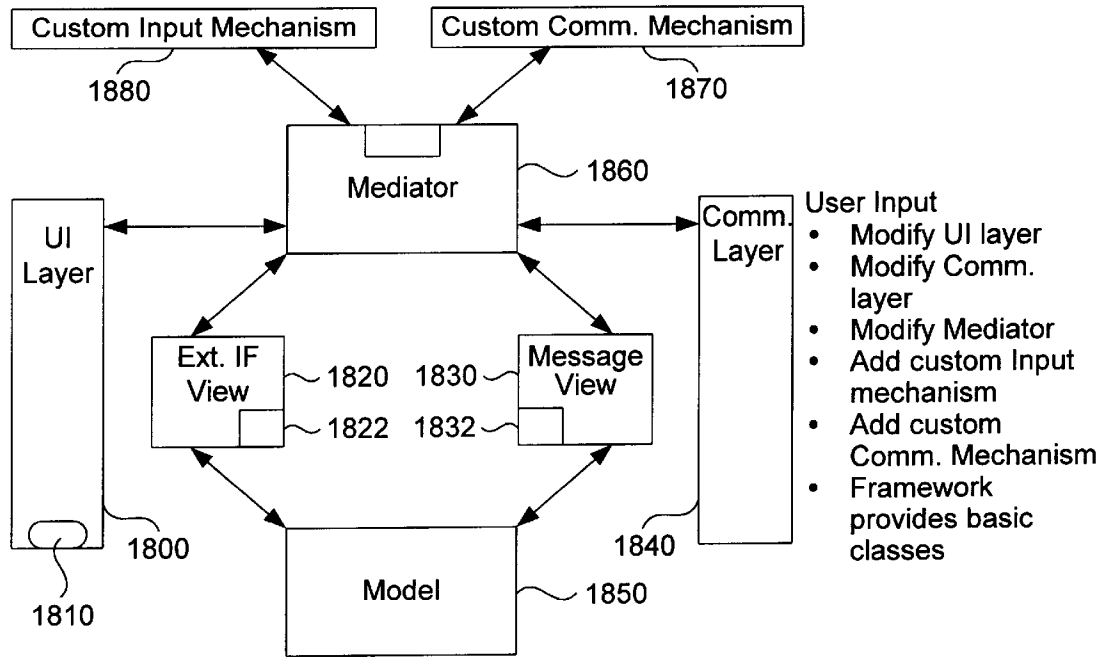 Custom Input Mechanism
Custom Comm. Mechanism
1880
1870
Mediator
1860
UI
Layer
Comm.
Layer
User Input
• Modify UI layer
• Modify Comm.
layer
• Modify Mediator
• Add custom Input
mechanism
• Add custom
Comm. Mechanism
• Framework
provides basic
classes
Ext. IF
View
1820
1822
1830
1832
Message
View
1800
1810
1840
Model
1850